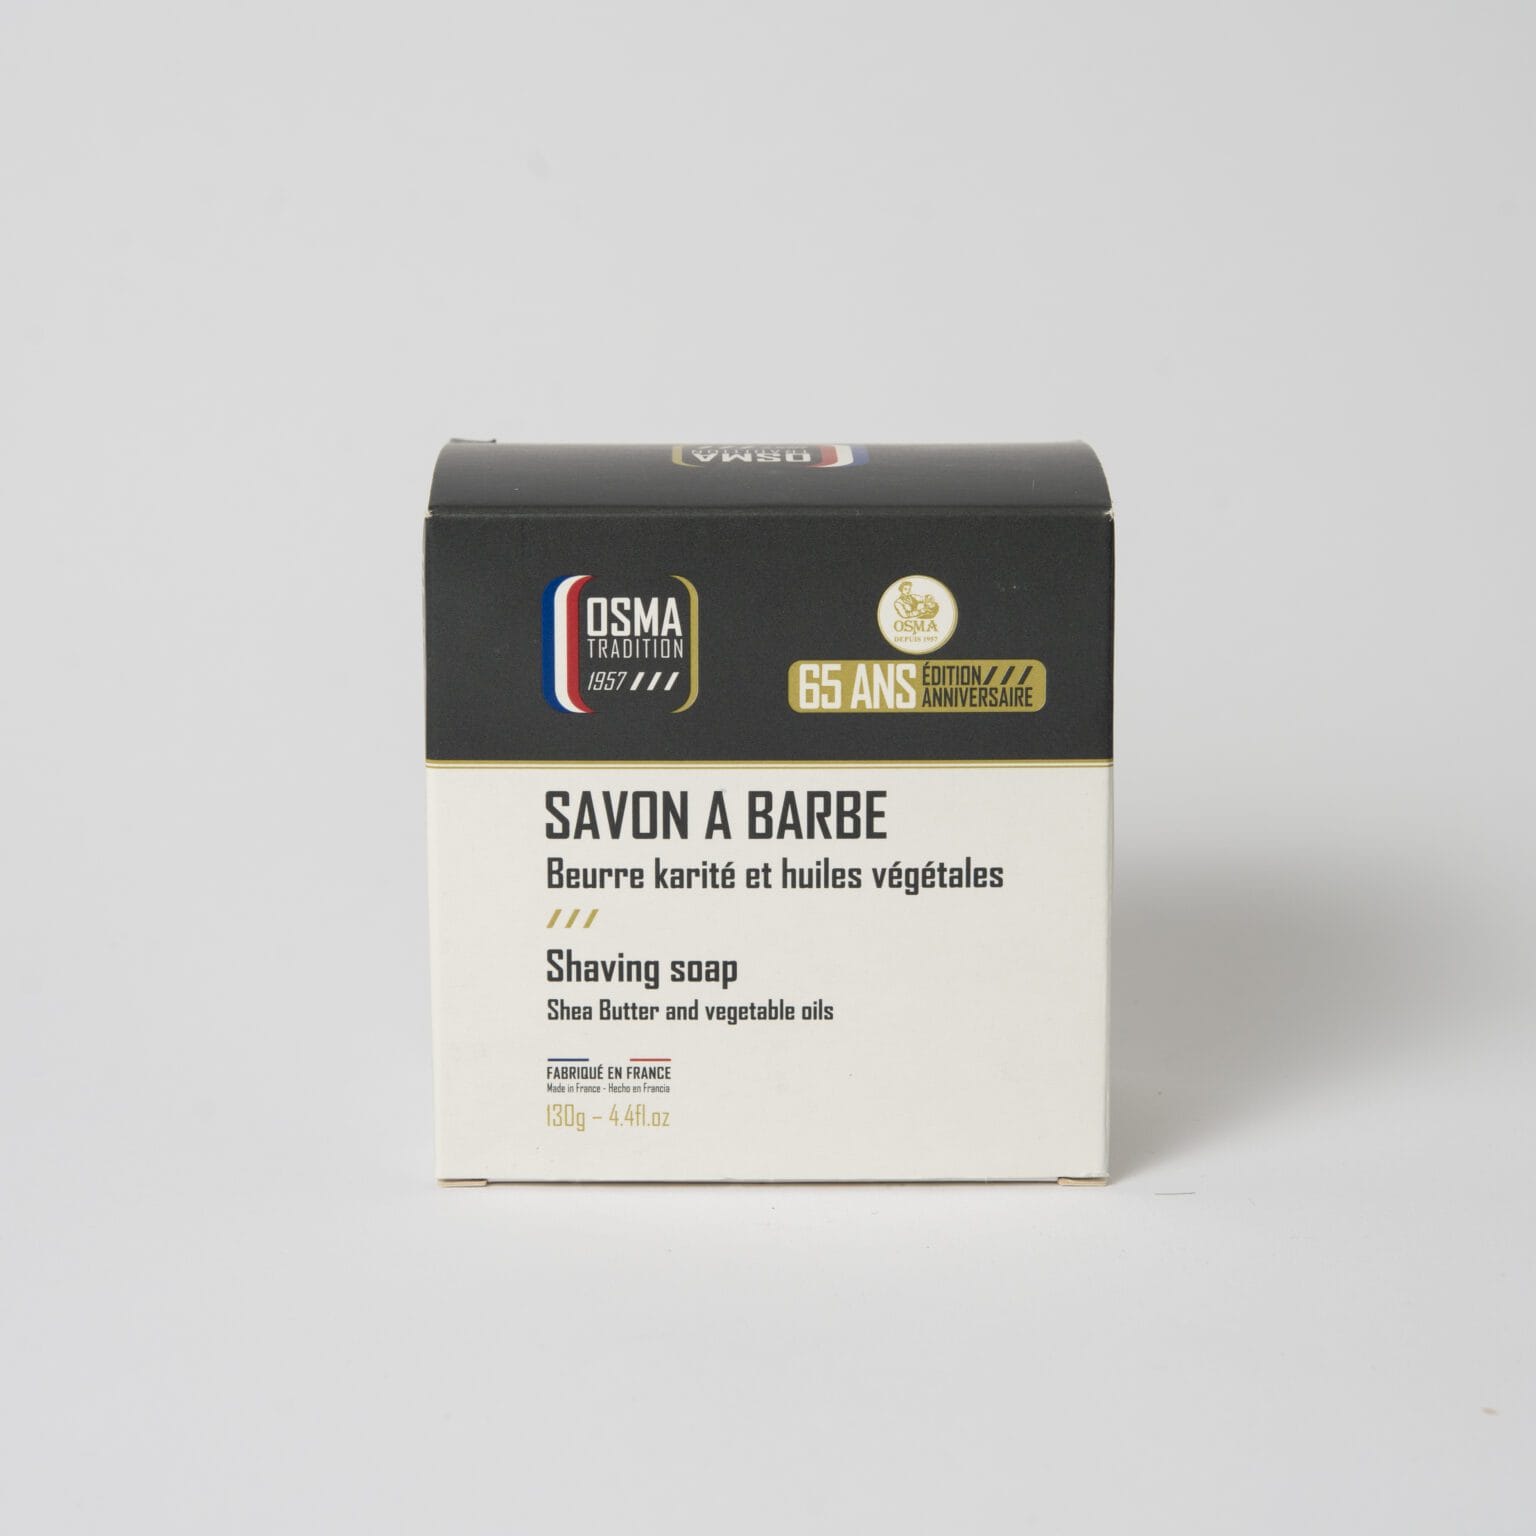 OSMA
OSMA
TRADITION
1957 ///
OSMA
DEPUIS 1957
65 ANS ÉDITION///
ANNIVERSAIRE
SAVON A BARBE
Beurre karité et huiles végétales
///
Shaving soap
Shea Butter and vegetable oils
FABRIQUÉ EN FRANCE
Made in France - Hecho en Francia
130g – 4.4fl.oz